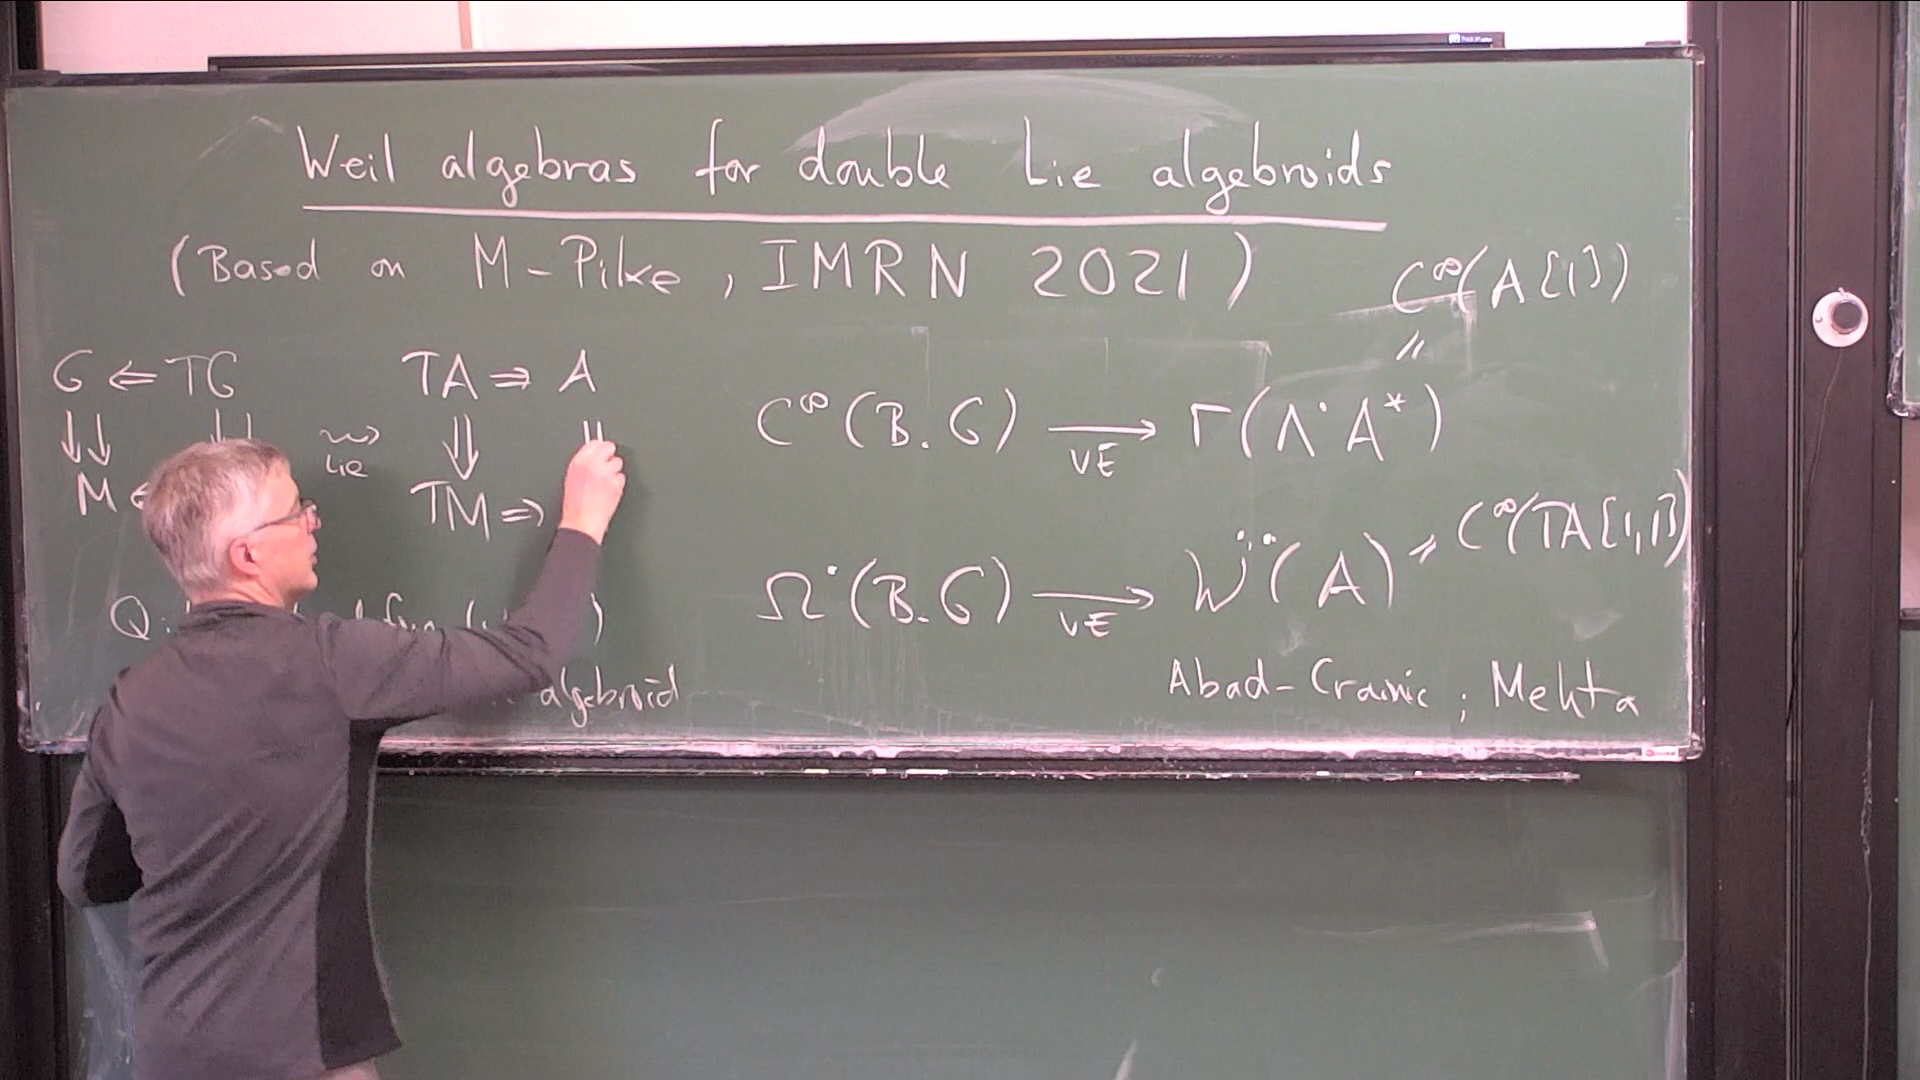 Weil algebras for double Lie algebroids
(Based on M-Pike, IMRN 2021)
C^∞(A[1])
=
G ⇐ TG
⇊ ⇊
M ⇐
⇝
Lie
TA ⇒ A
⇓ ⇓
TM ⇒
C^∞(B.G) → Γ(Λ˙A*)
VE
Ω˙(B.G) → W˙˙(A) = C^∞(TA[1,1])
VE
Q:
algebroid
Abad-Crainic ; Mehta